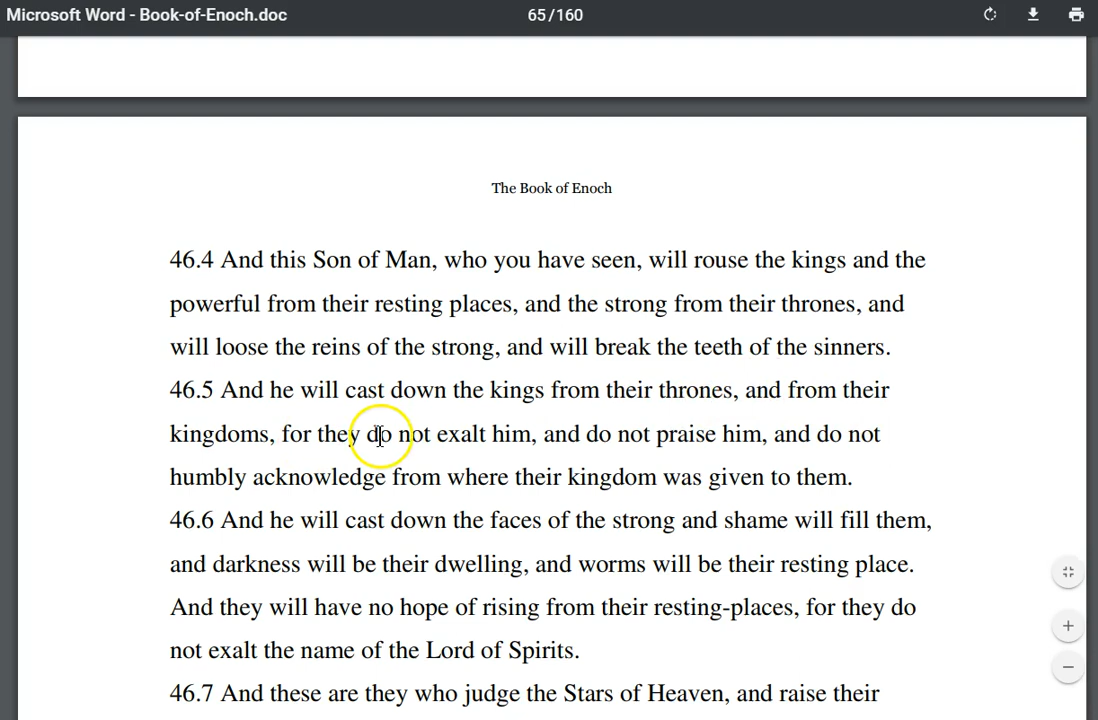 Microsoft Word - Book-of-Enoch.doc
65/160
The Book of Enoch
46.4 And this Son of Man, who you have seen, will rouse the kings and the
powerful from their resting places, and the strong from their thrones, and
will loose the reins of the strong, and will break the teeth of the sinners.
46.5 And he will cast down the kings from their thrones, and from their
kingdoms, for they do not exalt him, and do not praise him, and do not
humbly acknowledge from where their kingdom was given to them.
46.6 And he will cast down the faces of the strong and shame will fill them,
and darkness will be their dwelling, and worms will be their resting place.
And they will have no hope of rising from their resting-places, for they do
not exalt the name of the Lord of Spirits.
46.7 And these are they who judge the Stars of Heaven, and raise their